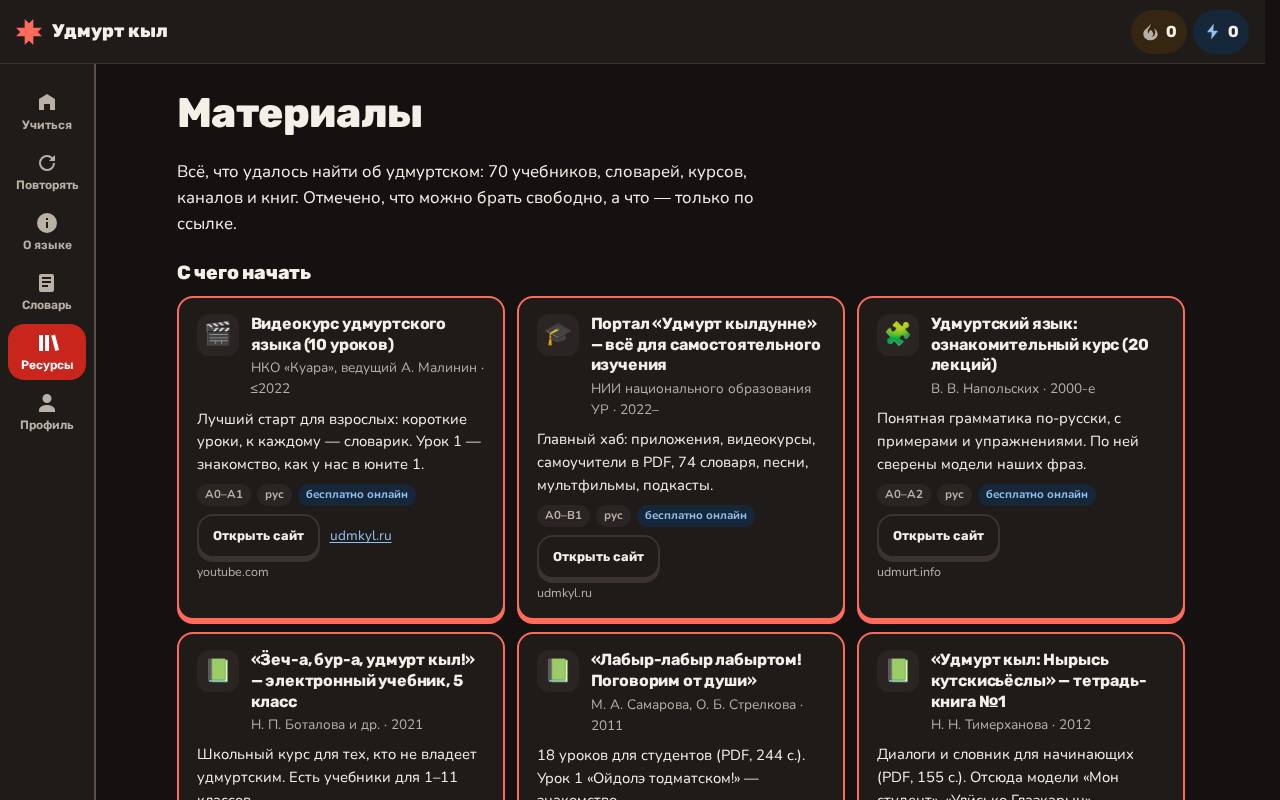 Удмурт кыл
0
0
Учиться
Повторять
О языке
Словарь
Ресурсы
Профиль
Материалы
Всё, что удалось найти об удмуртском: 70 учебников, словарей, курсов,
каналов и книг. Отмечено, что можно брать свободно, а что — только по
ссылке.
С чего начать
Видеокурс удмуртского
языка (10 уроков)
НКО «Куара», ведущий А. Малинин ·
≤2022
Лучший старт для взрослых: короткие
уроки, к каждому — словарик. Урок 1 —
знакомство, как у нас в юните 1.
A0–A1
рус
бесплатно онлайн
Открыть сайт
udmkyl.ru
youtube.com
Портал «Удмурт кылдунне»
— всё для самостоятельного
изучения
НИИ национального образования
УР · 2022–
Главный хаб: приложения, видеокурсы,
самоучители в PDF, 74 словаря, песни,
мультфильмы, подкасты.
A0–B1
рус
бесплатно онлайн
Открыть сайт
udmkyl.ru
Удмуртский язык:
ознакомительный курс (20
лекций)
В. В. Напольских · 2000-е
Понятная грамматика по-русски, с
примерами и упражнениями. По ней
сверены модели наших фраз.
A0–A2
рус
бесплатно онлайн
Открыть сайт
udmurt.info
«Ӟеч-а, бур-а, удмурт кыл!»
— электронный учебник, 5
класс
Н. П. Боталова и др. · 2021
Школьный курс для тех, кто не владеет
удмуртским. Есть учебники для 1–11
классов.
«Лабыр-лабыр лабыртом!
Поговорим от души»
М. А. Самарова, О. Б. Стрелкова ·
2011
18 уроков для студентов (PDF, 244 с.).
Урок 1 «Ойдолэ тодматском!» —
знакомство.
«Удмурт кыл: Нырысь
кутскисьёслы» — тетрадь-
книга №1
Н. Н. Тимерханова · 2012
Диалоги и словник для начинающих
(PDF, 155 с.). Отсюда модели «Мон